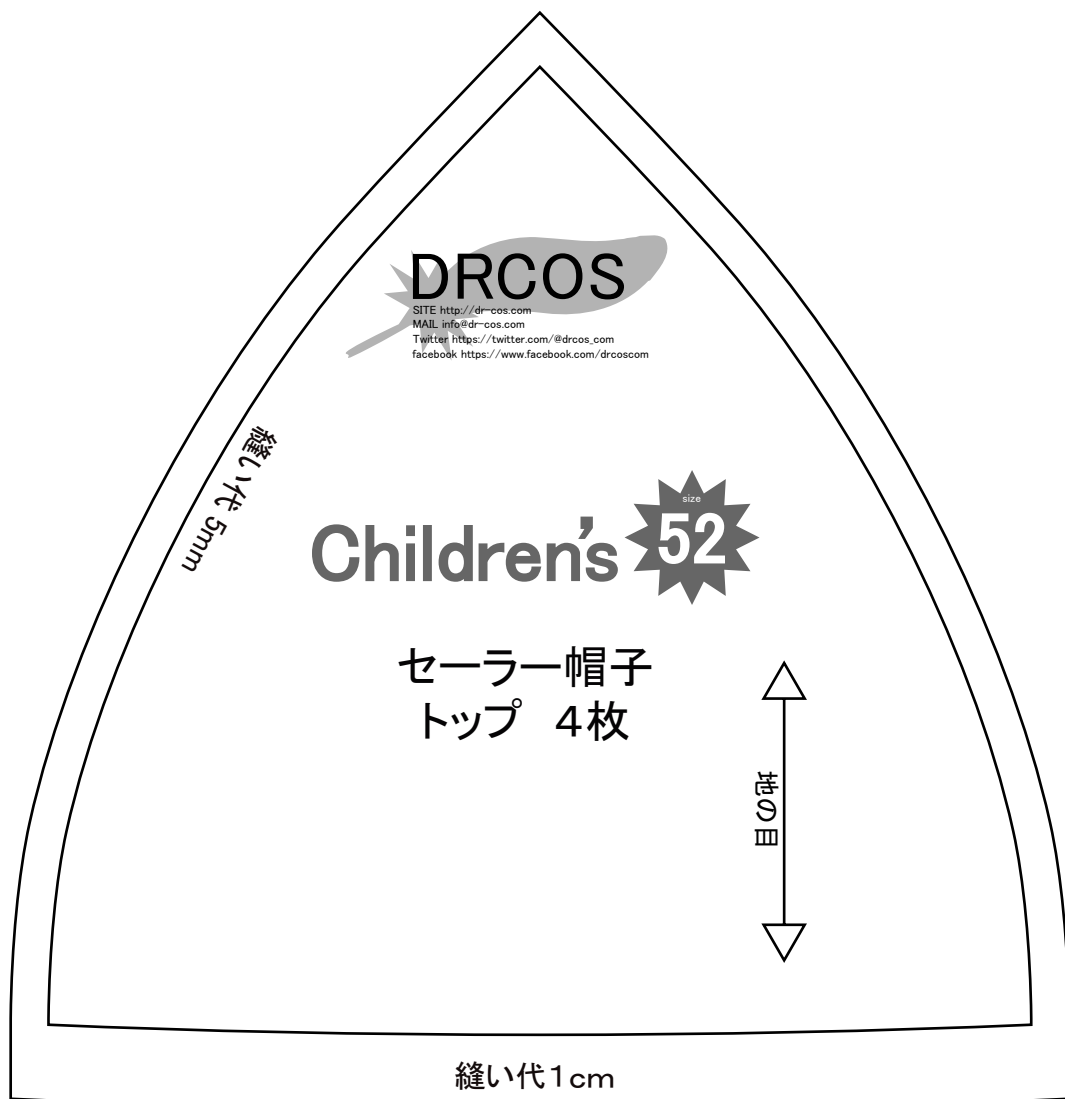 DRCOS
SITE http://dr-cos.com
MAIL info@dr-cos.com
Twitter https://twitter.com/@drcos_com
facebook https://www.facebook.com/drcoscom
縫い代 5mm
size
Children's 52
セーラー帽子
トップ　４枚
地の目
縫い代１cm